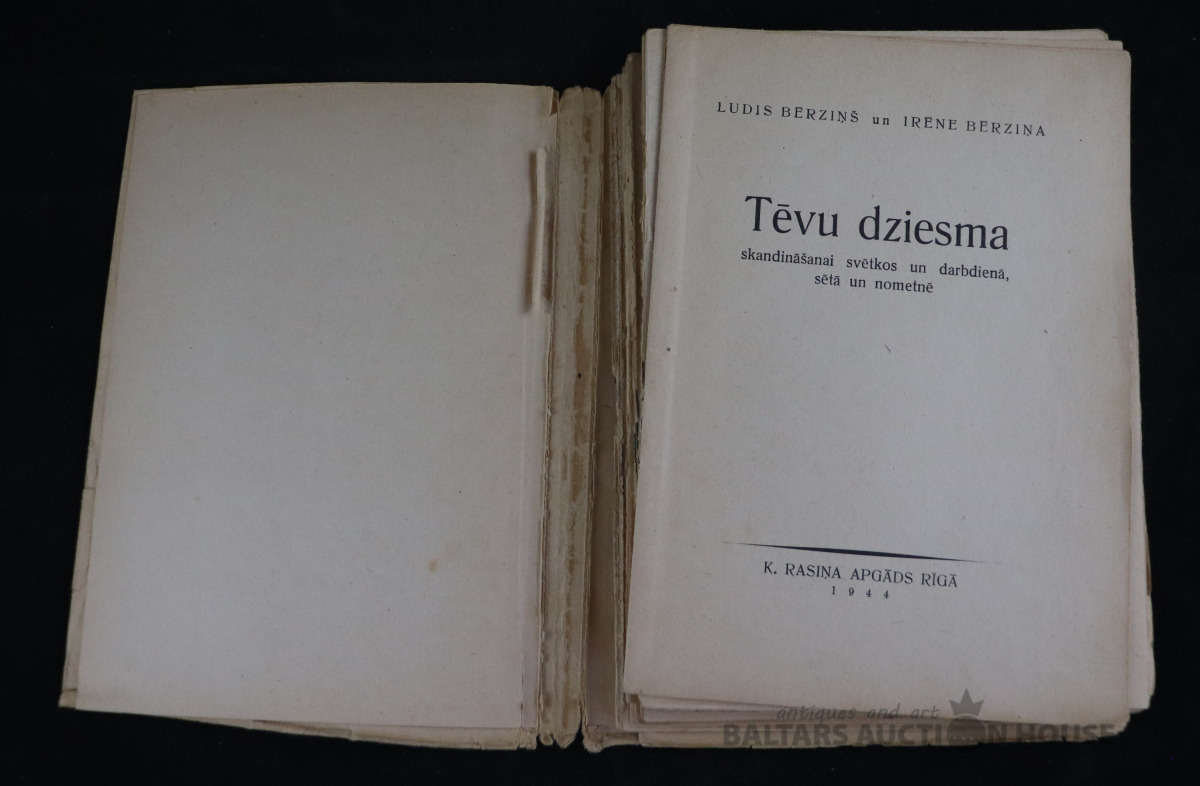 LUDIS BĒRZIŅŠ un IRĒNE BĒRZIŅA
Tēvu dziesma
skandināšanai svētkos un darbdienā,
sētā un nometnē
K. RASIŅA APGĀDS RĪGĀ
1944
antiques and art
BALTARS AUCTION HOUSE